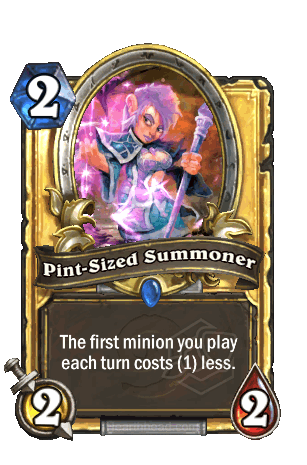 2
Pint-Sized Summoner
The first minion you play
each turn costs (1) less.
2
2